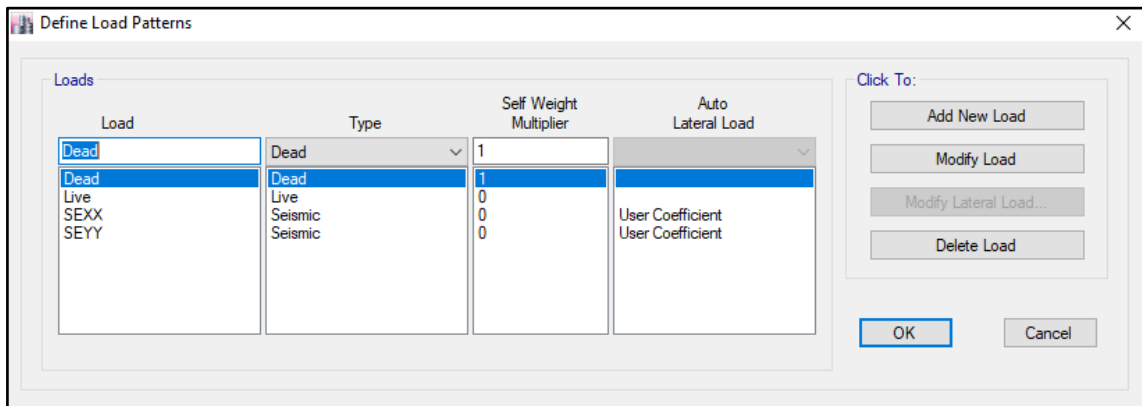 Define Load Patterns
Loads
Click To:
Load Type Self Weight Multiplier Auto Lateral Load
Dead Dead 1
Dead Dead 1
Live Live 0
SEXX Seismic 0 User Coefficient
SEYY Seismic 0 User Coefficient
Add New Load
Modify Load
Modify Lateral Load...
Delete Load
OK Cancel